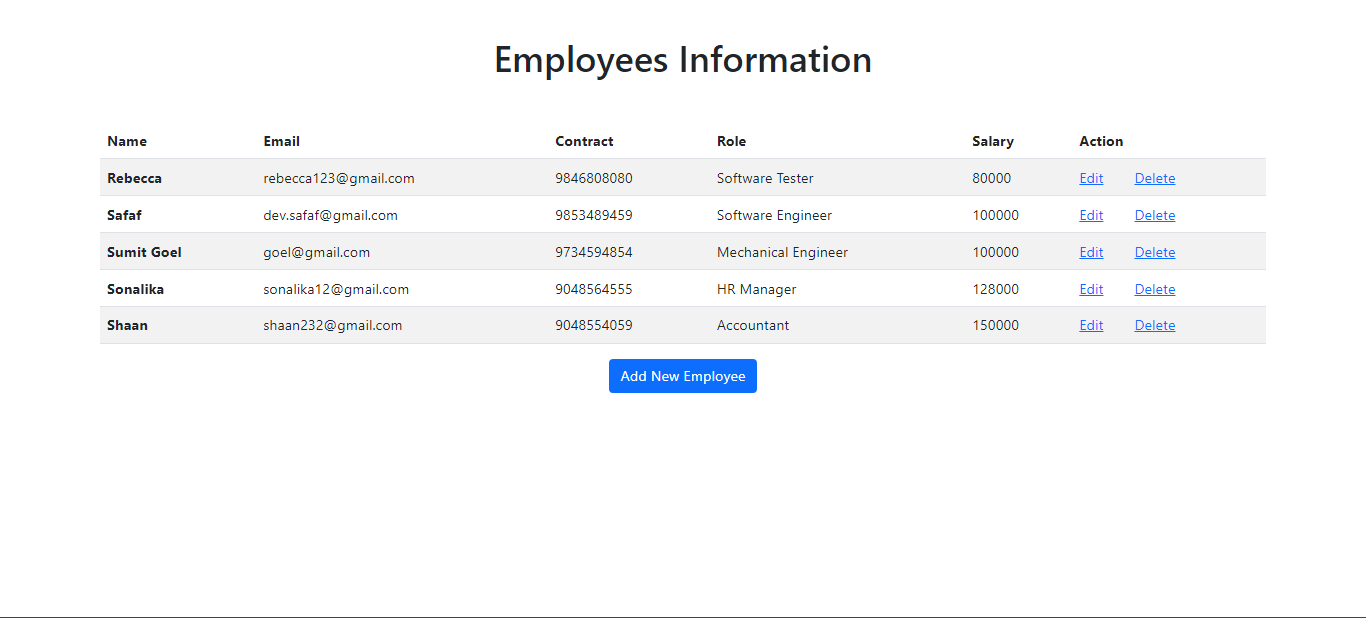 Employees Information
Name Email Contract Role Salary Action
Rebecca rebecca123@gmail.com 9846808080 Software Tester 80000 Edit Delete
Safaf dev.safaf@gmail.com 9853489459 Software Engineer 100000 Edit Delete
Sumit Goel goel@gmail.com 9734594854 Mechanical Engineer 100000 Edit Delete
Sonalika sonalika12@gmail.com 9048564555 HR Manager 128000 Edit Delete
Shaan shaan232@gmail.com 9048554059 Accountant 150000 Edit Delete
Add New Employee